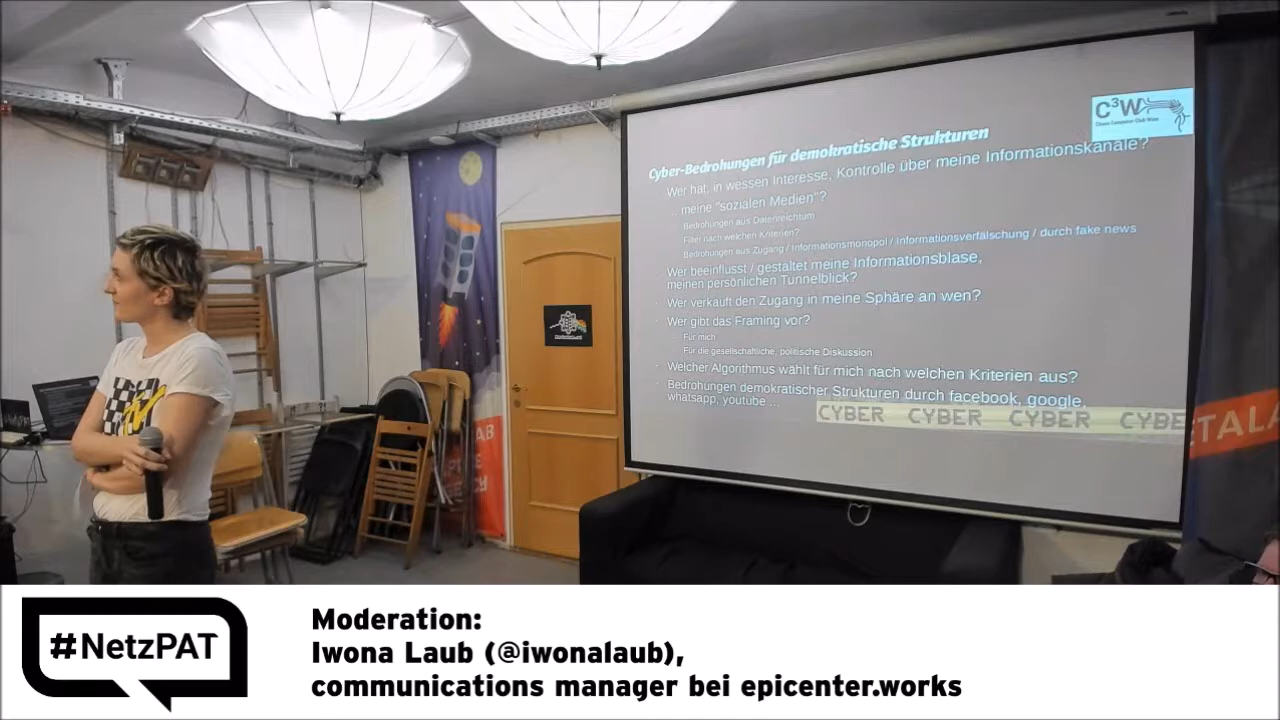 C³W
Chaos Computer Club Wien
Cyber-Bedrohungen für demokratische Strukturen
Wer hat, in wessen Interesse, Kontrolle über meine Informationskanäle?
... meine "sozialen Medien"?
Bedrohungen aus Datenreichtum
Filter nach welchen Kriterien?
Bedrohungen aus Zugang / Informationsmonopol / Informationsverfälschung / durch fake news
Wer beeinflusst / gestaltet meine Informationsblase,
meinen persönlichen Tunnelblick?
Wer verkauft den Zugang in meine Sphäre an wen?
Wer gibt das Framing vor?
Für mich
Für die gesellschaftliche, politische Diskussion
Welcher Algorithmus wählt für mich nach welchen Kriterien aus?
Bedrohungen demokratischer Strukturen durch facebook, google,
whatsapp, youtube ...
CYBER CYBER CYBER CYBE
ETALA
#NetzPAT
Moderation:
Iwona Laub (@iwonalaub),
communications manager bei epicenter.works